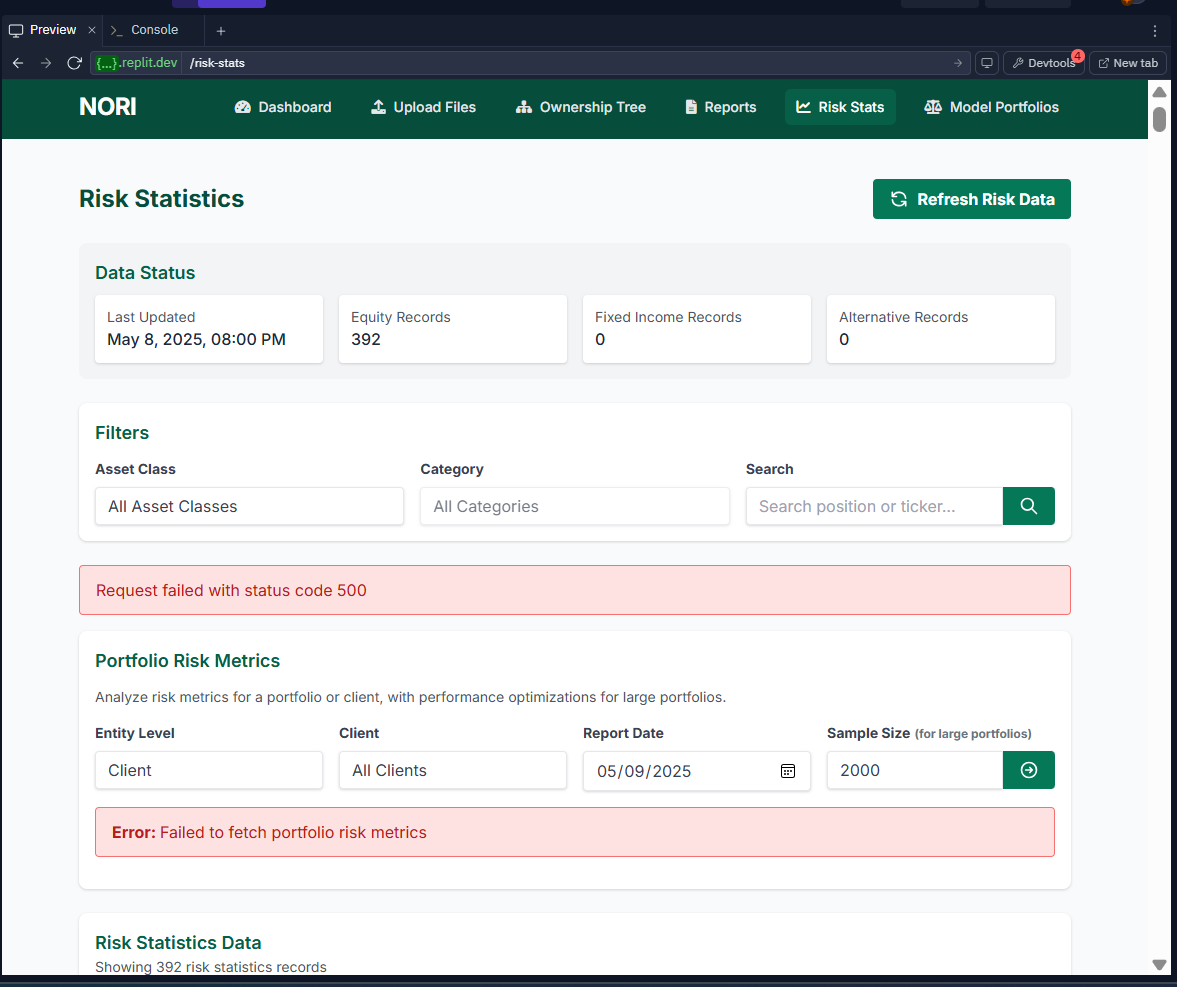 Preview × >_ Console +
{...}.replit.dev /risk-stats Devtools 4 New tab
NORI Dashboard Upload Files Ownership Tree Reports Risk Stats Model Portfolios
Risk Statistics Refresh Risk Data
Data Status
Last Updated Equity Records Fixed Income Records Alternative Records
May 8, 2025, 08:00 PM 392 0 0
Filters
Asset Class Category Search
All Asset Classes All Categories Search position or ticker...
Request failed with status code 500
Portfolio Risk Metrics
Analyze risk metrics for a portfolio or client, with performance optimizations for large portfolios.
Entity Level Client Report Date Sample Size (for large portfolios)
Client All Clients 05/09/2025 2000
Error: Failed to fetch portfolio risk metrics
Risk Statistics Data
Showing 392 risk statistics records